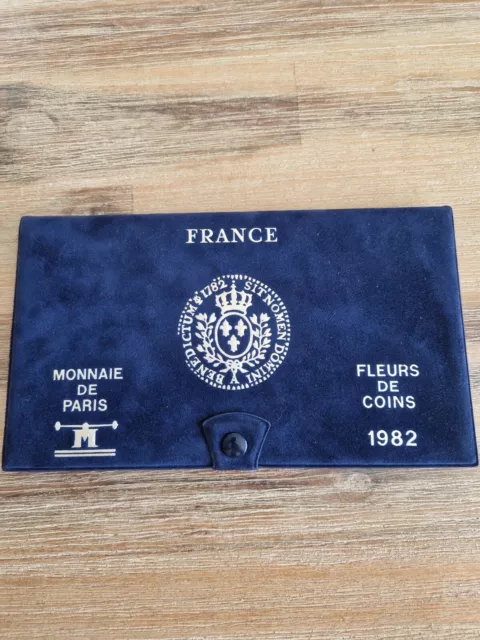 FRANCE
1782 SIT NOMEN DOMINI BENEDICTUM
MONNAIE
DE
PARIS
M
FLEURS
DE
COINS
1982